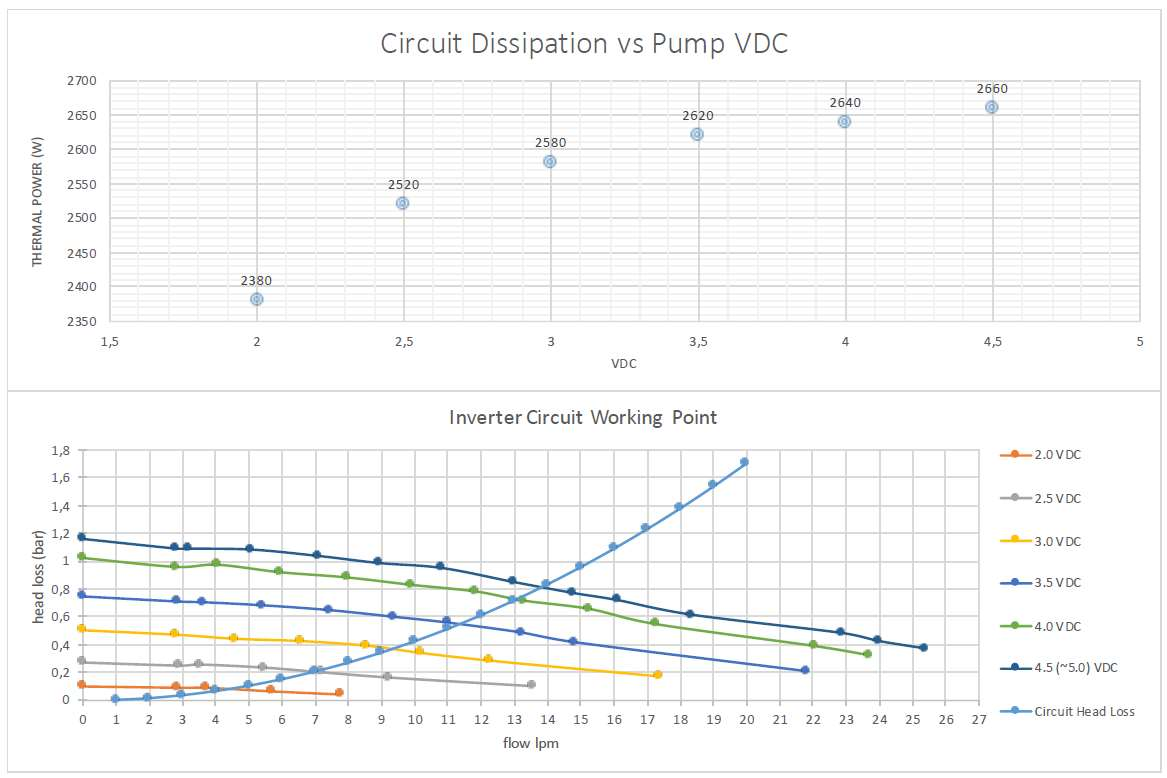 Circuit Dissipation vs Pump VDC
THERMAL POWER (W)
2700
2650
2600
2550
2500
2450
2400
2350
2380
2520
2580
2620
2640
2660
1,5 2 2,5 3 3,5 4 4,5 5
VDC
Inverter Circuit Working Point
head loss (bar)
1,8
1,6
1,4
1,2
1
0,8
0,6
0,4
0,2
0
0 1 2 3 4 5 6 7 8 9 10 11 12 13 14 15 16 17 18 19 20 21 22 23 24 25 26 27
flow lpm
2.0 VDC
2.5 VDC
3.0 VDC
3.5 VDC
4.0 VDC
4.5 (~5.0) VDC
Circuit Head Loss